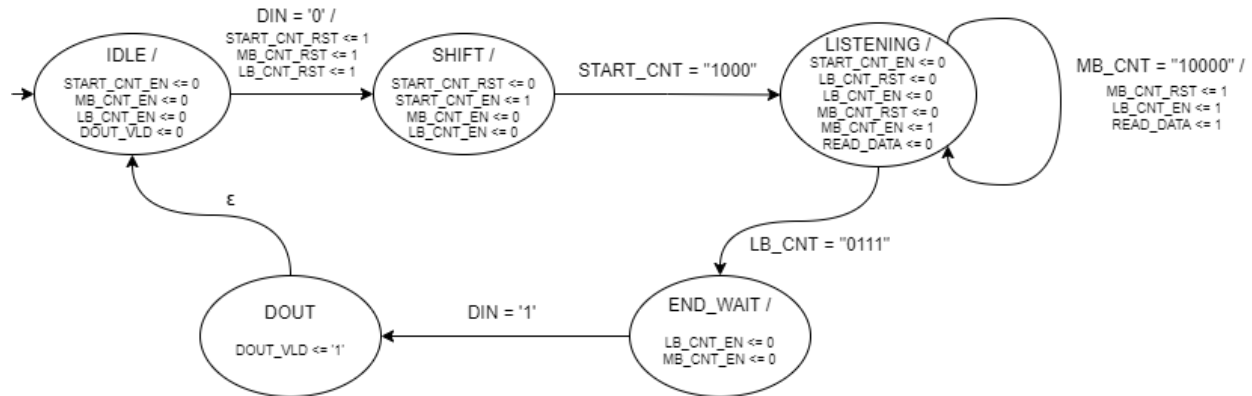 DIN = '0' /
START_CNT_RST <= 1
MB_CNT_RST <= 1
LB_CNT_RST <= 1
IDLE /
START_CNT_EN <= 0
MB_CNT_EN <= 0
LB_CNT_EN <= 0
DOUT_VLD <= 0
SHIFT /
START_CNT_RST <= 0
START_CNT_EN <= 1
MB_CNT_EN <= 0
LB_CNT_EN <= 0
START_CNT = "1000"
LISTENING /
START_CNT_EN <= 0
LB_CNT_RST <= 0
LB_CNT_EN <= 0
MB_CNT_RST <= 0
MB_CNT_EN <= 1
READ_DATA <= 0
MB_CNT = "10000" /
MB_CNT_RST <= 1
LB_CNT_EN <= 1
READ_DATA <= 1
ε
LB_CNT = "0111"
DOUT
DOUT_VLD <= '1'
DIN = '1'
END_WAIT /
LB_CNT_EN <= 0
MB_CNT_EN <= 0